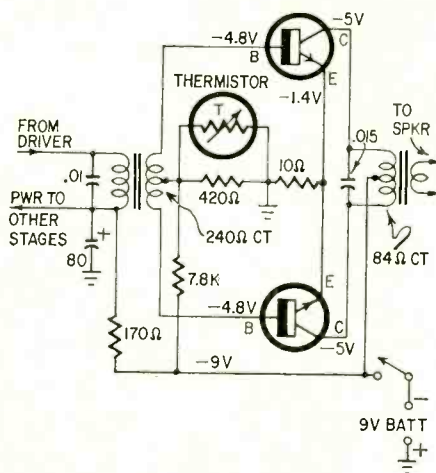 -5V
-4.8V
C
B
THERMISTOR
E
-1.4V
T
TO
SPKR
FROM
DRIVER
.015
.01
10Ω
420Ω
PWR TO
OTHER
STAGES
240Ω CT
84Ω CT
+
80
7.8K
E
-4.8V
170Ω
B
C
-5V
-9V
-
9V BATT
+